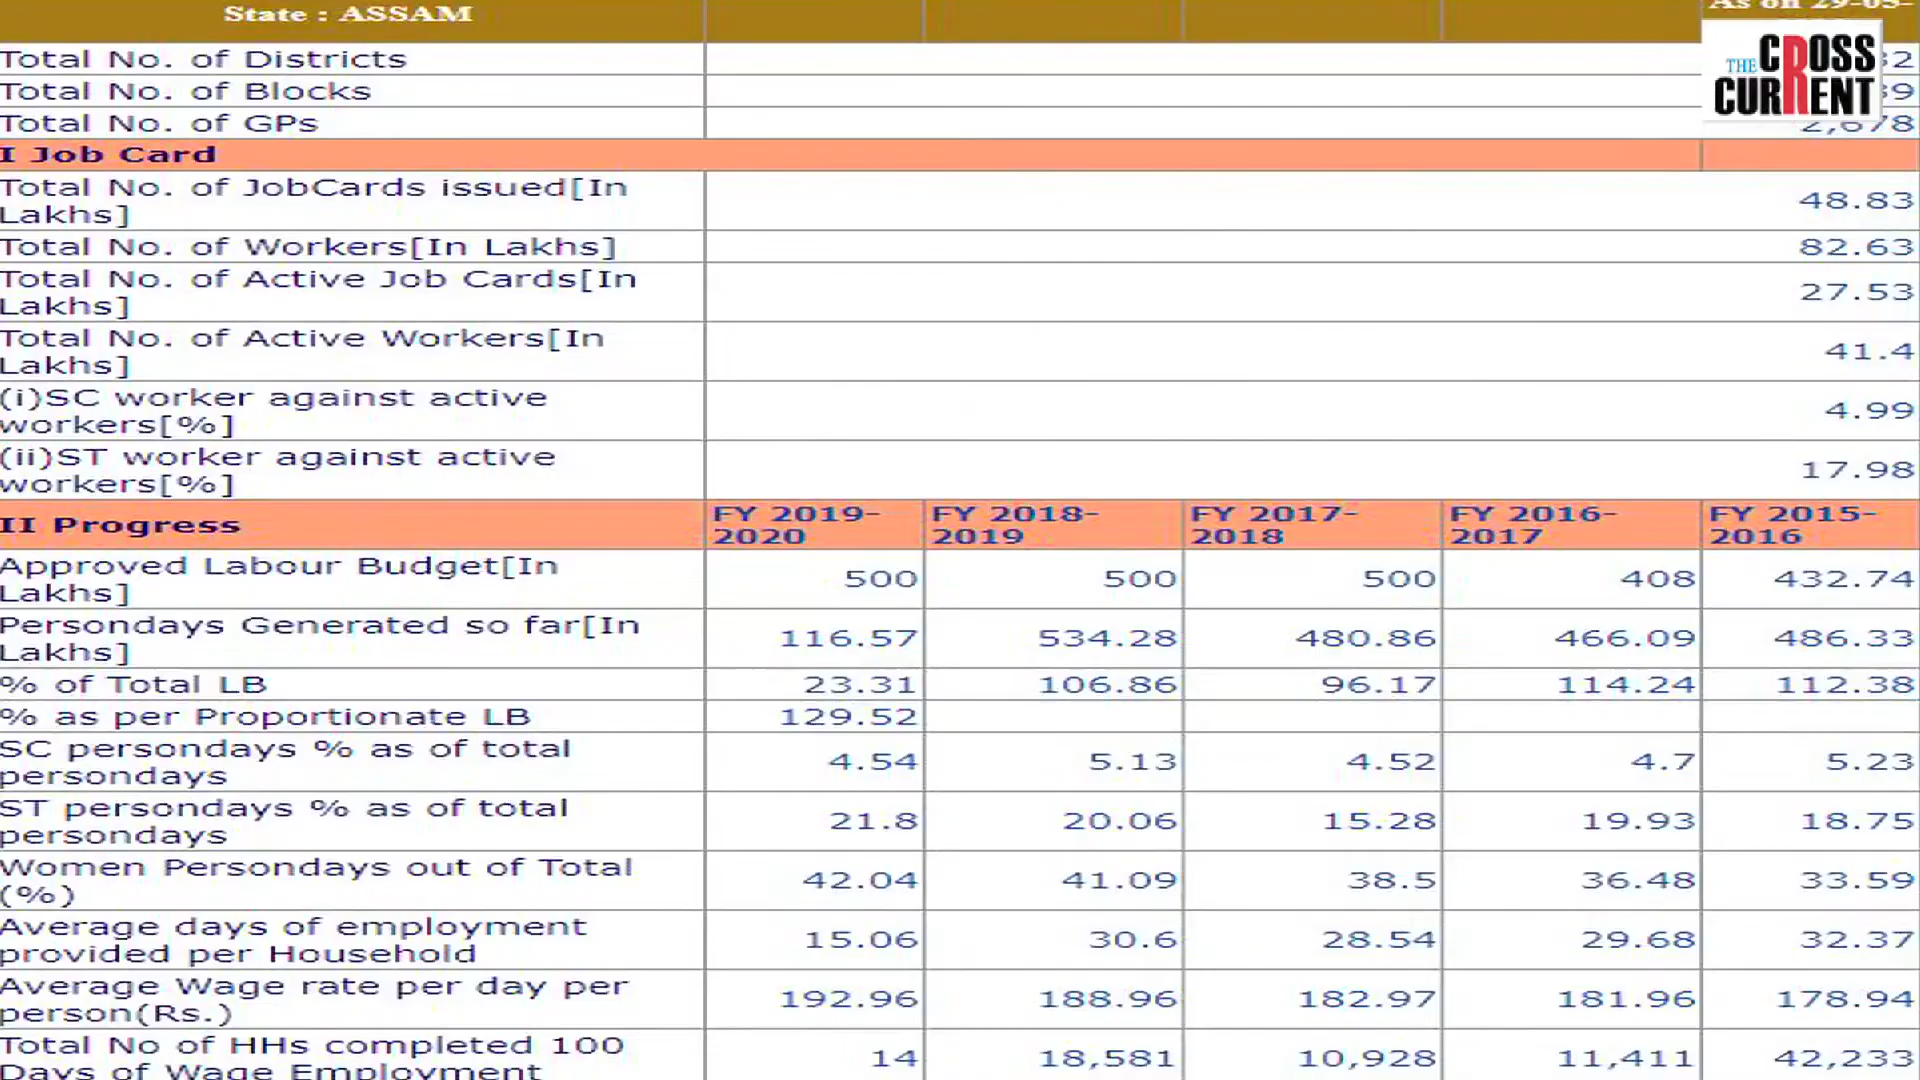 State : ASSAM
As on 29-05-
THE CROSS
CURRENT
Total No. of Districts
Total No. of Blocks
Total No. of GPs 2,678
I Job Card
Total No. of JobCards issued[In
Lakhs] 48.83
Total No. of Workers[In Lakhs] 82.63
Total No. of Active Job Cards[In
Lakhs] 27.53
Total No. of Active Workers[In
Lakhs] 41.4
(i)SC worker against active
workers[%] 4.99
(ii)ST worker against active
workers[%] 17.98
II Progress FY 2019-2020 FY 2018-2019 FY 2017-2018 FY 2016-2017 FY 2015-2016
Approved Labour Budget[In
Lakhs] 500 500 500 408 432.74
Persondays Generated so far[In
Lakhs] 116.57 534.28 480.86 466.09 486.33
% of Total LB 23.31 106.86 96.17 114.24 112.38
% as per Proportionate LB 129.52
SC persondays % as of total
persondays 4.54 5.13 4.52 4.7 5.23
ST persondays % as of total
persondays 21.8 20.06 15.28 19.93 18.75
Women Persondays out of Total
(%) 42.04 41.09 38.5 36.48 33.59
Average days of employment
provided per Household 15.06 30.6 28.54 29.68 32.37
Average Wage rate per day per
person(Rs.) 192.96 188.96 182.97 181.96 178.94
Total No of HHs completed 100
Days of Wage Employment 14 18,581 10,928 11,411 42,233